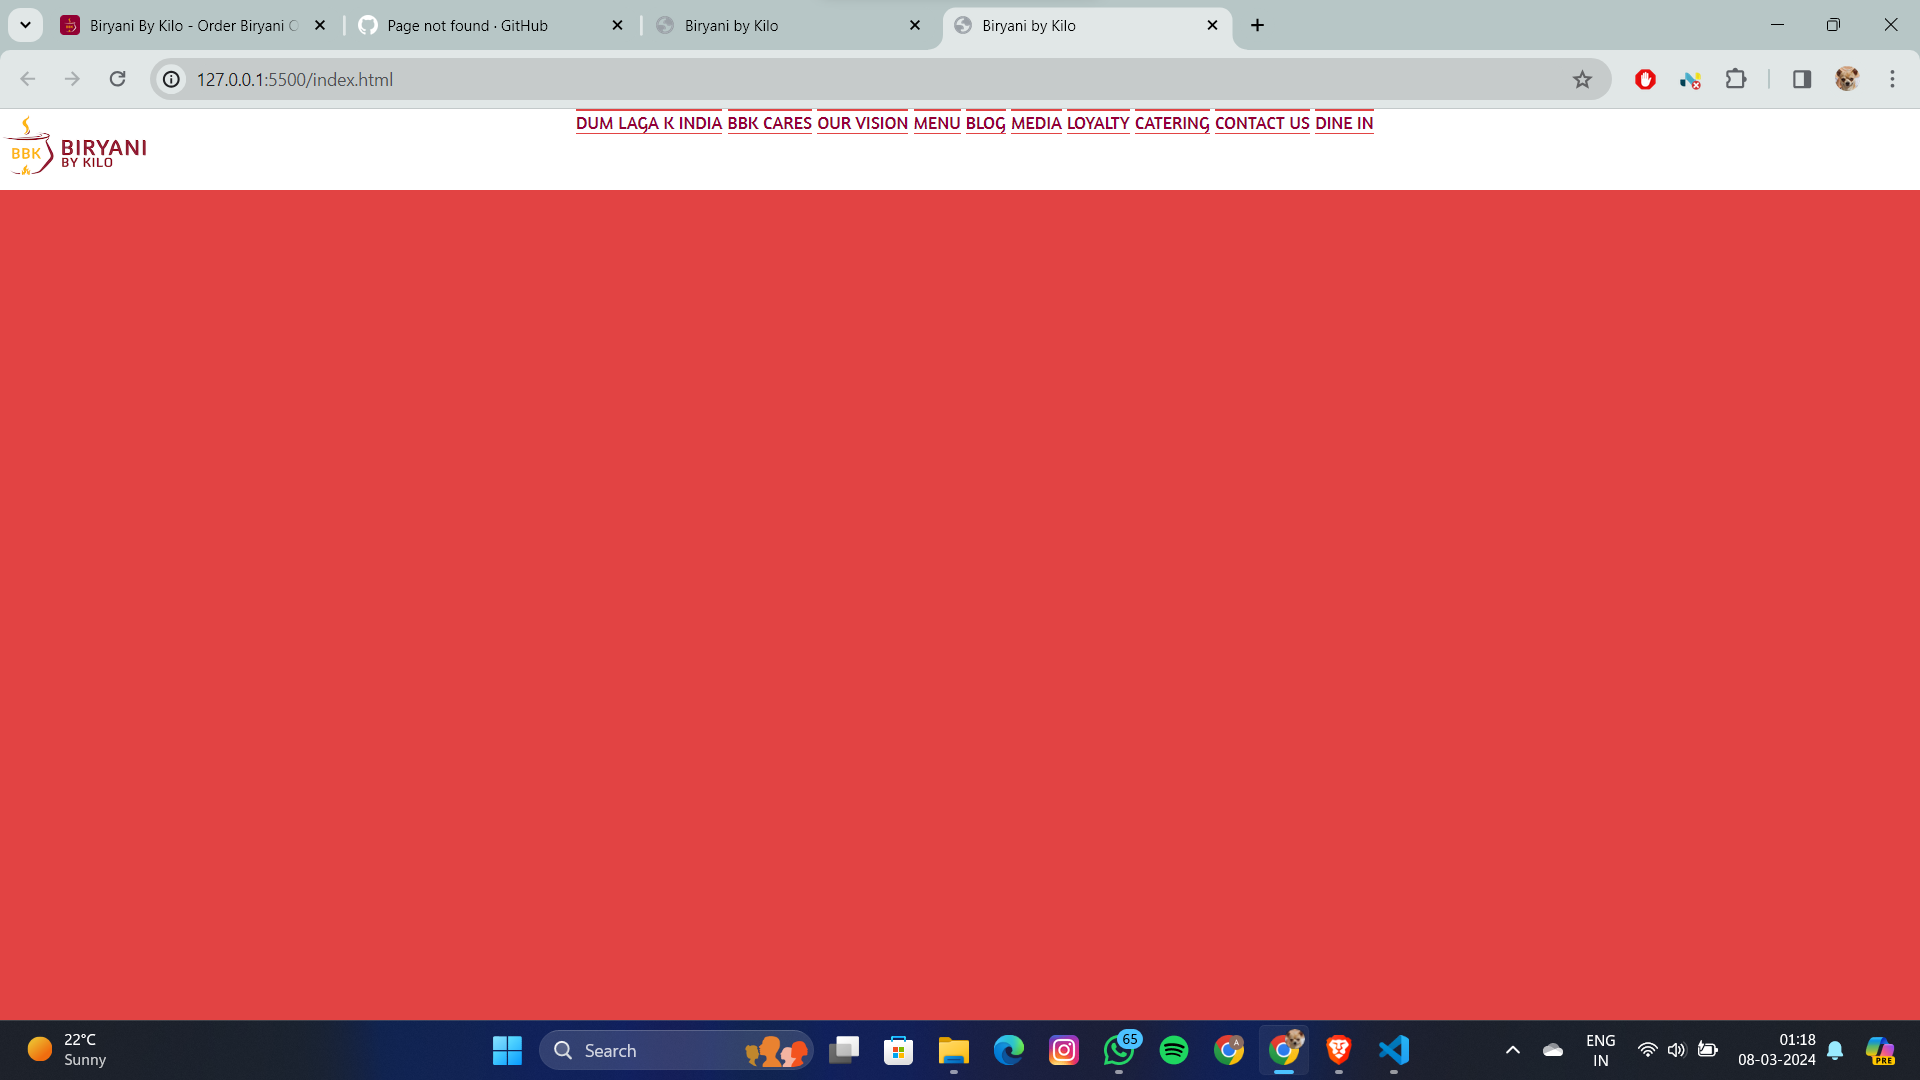 Biryani By Kilo - Order Biryani O
Page not found · GitHub
Biryani by Kilo
Biryani by Kilo
127.0.0.1:5500/index.html
BBK
BIRYANI
BY KILO
DUM LAGA K INDIA BBK CARES OUR VISION MENU BLOG MEDIA LOYALTY CATERING CONTACT US DINE IN
22°C
Sunny
Search
65
A
ENG
IN
01:18
08-03-2024
PRE